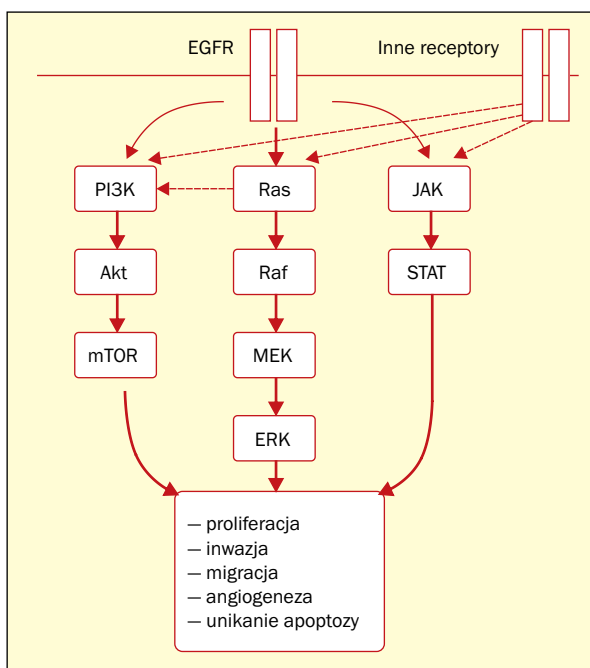 EGFR
Inne receptory
PI3K
Ras
JAK
Akt
Raf
STAT
mTOR
MEK
ERK
— proliferacja
— inwazja
— migracja
— angiogeneza
— unikanie apoptozy